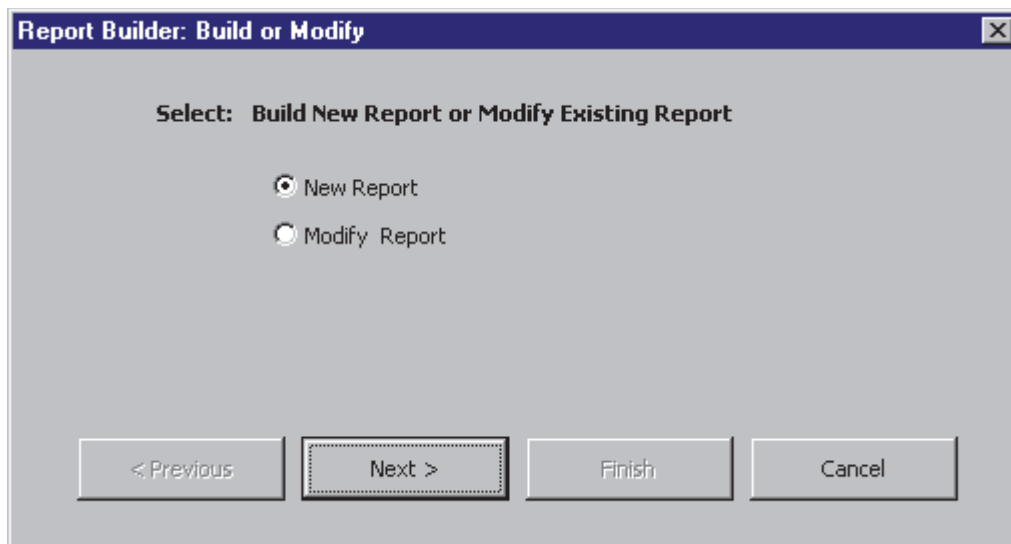 Report Builder: Build or Modify
Select: Build New Report or Modify Existing Report
New Report
Modify Report
< Previous Next > Finish Cancel